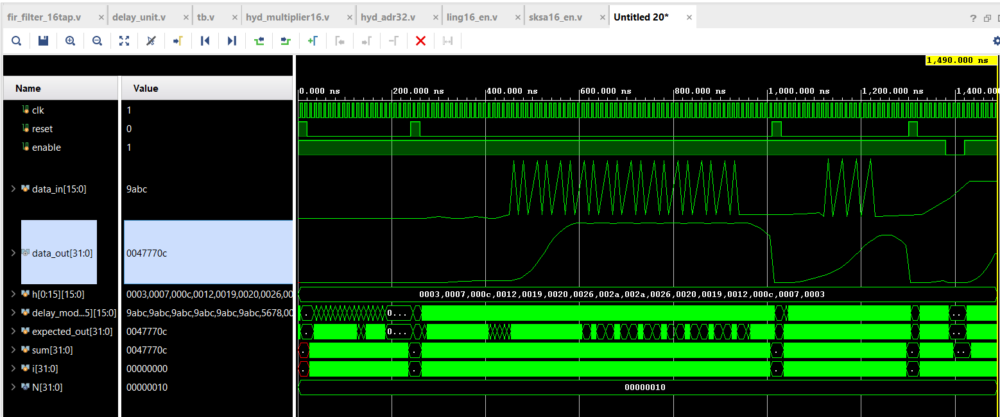 fir_filter_16tap.v × delay_unit.v × tb.v × hyd_multiplier16.v × hyd_adr32.v × ling16_en.v × sksa16_en.v × Untitled 20* ×
1,490.000 ns
Name Value
0.000 ns 200.000 ns 400.000 ns 600.000 ns 800.000 ns 1,000.000 ns 1,200.000 ns 1,400.000
clk 1
reset 0
enable 1
data_in[15:0] 9abc
data_out[31:0] 0047770c
h[0:15][15:0] 0003,0007,000c,0012,0019,0020,0026,00 0003,0007,000c,0012,0019,0020,0026,002a,002a,0026,0020,0019,0012,000c,0007,0003
delay_mod...5][15:0] 9abc,9abc,9abc,9abc,9abc,9abc,5678,00 . 0... ..
expected_out[31:0] 0047770c . 0... ..
sum[31:0] 0047770c . . . . ..
i[31:0] 00000000 . . . .
N[31:0] 00000010 00000010